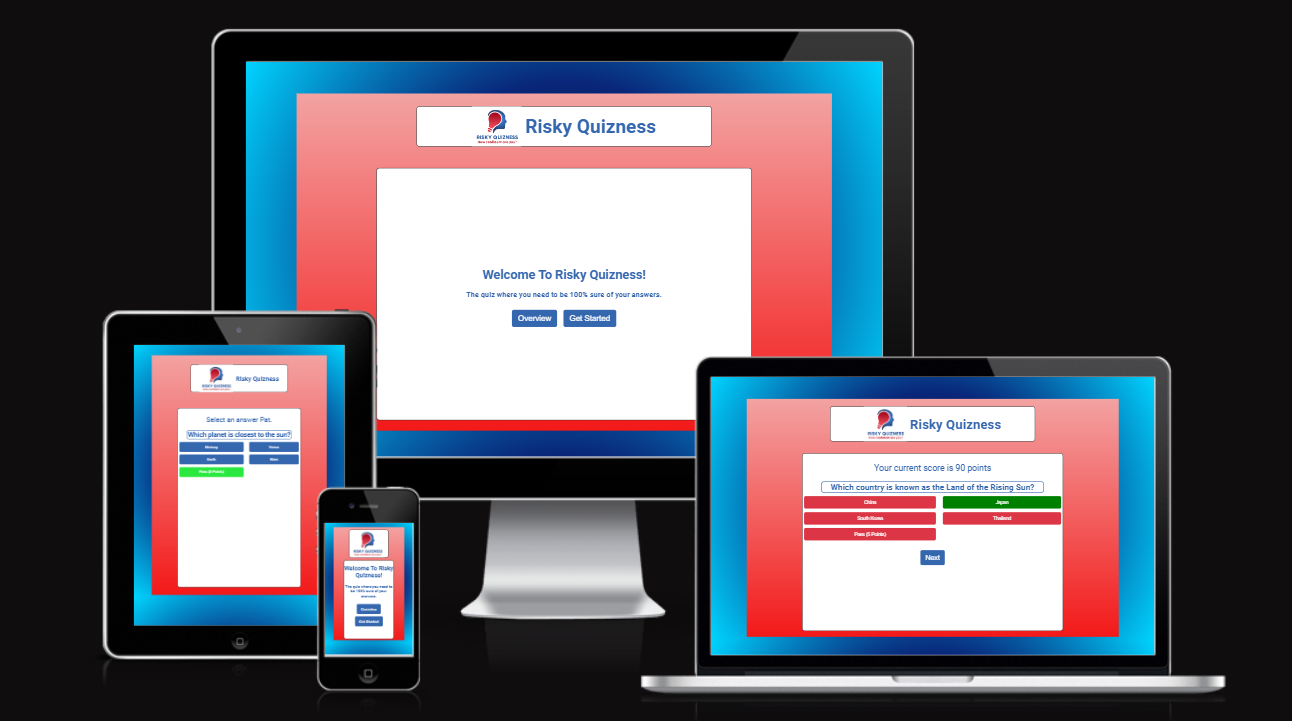 RISKY QUIZNESS
Risky Quizness
Welcome To Risky Quizness!
The quiz where you need to be 100% sure of your answers.
Overview
Get Started
RISKY QUIZNESS
Risky Quizness
Select an answer Pat.
Which planet is closest to the sun?
Mercury
Venus
Earth
Mars
Pass (5 Points)
RISKY QUIZNESS
Welcome To Risky
Quizness!
The quiz where you need to
be 100% sure of your
answers.
Overview
Get Started
RISKY QUIZNESS
Risky Quizness
Your current score is 90 points
Which country is known as the Land of the Rising Sun?
China
Japan
South Korea
Thailand
Pass (5 Points)
Next